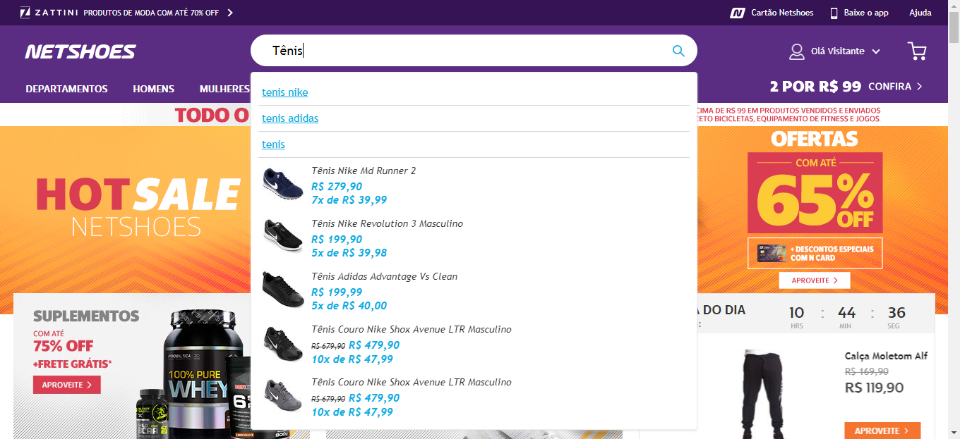 ZATTINI PRODUTOS DE MODA COM ATÉ 70% OFF
Cartão Netshoes
Baixe o app
Ajuda
NETSHOES
Tênis
Olá Visitante
DEPARTAMENTOS
HOMENS
MULHERES
2 POR R$ 99 CONFIRA
tenis nike
tenis adidas
tenis
Tênis Nike Md Runner 2
R$ 279,90
7x de R$ 39,99
Tênis Nike Revolution 3 Masculino
R$ 199,90
5x de R$ 39,98
Tênis Adidas Advantage Vs Clean
R$ 199,99
5x de R$ 40,00
Tênis Couro Nike Shox Avenue LTR Masculino
R$ 679,90 R$ 479,90
10x de R$ 47,99
Tênis Couro Nike Shox Avenue LTR Masculino
R$ 679,90 R$ 479,90
10x de R$ 47,99
TODO O
CIMA DE R$ 99 EM PRODUTOS VENDIDOS E ENVIADOS
CETO BICICLETAS, EQUIPAMENTO DE FITNESS E JOGOS.
HOT SALE
NETSHOES
OFERTAS
COM ATÉ
65% OFF
+ DESCONTOS ESPECIAIS
COM N CARD
APROVEITE
SUPLEMENTOS
COM ATÉ
75% OFF
+FRETE GRÁTIS*
APROVEITE
100% PURE
WHEY
A DO DIA
:
10 : 44 : 36
HRS MIN SEG
Calça Moletom Alf
R$ 169,90
R$ 119,90
APROVEITE